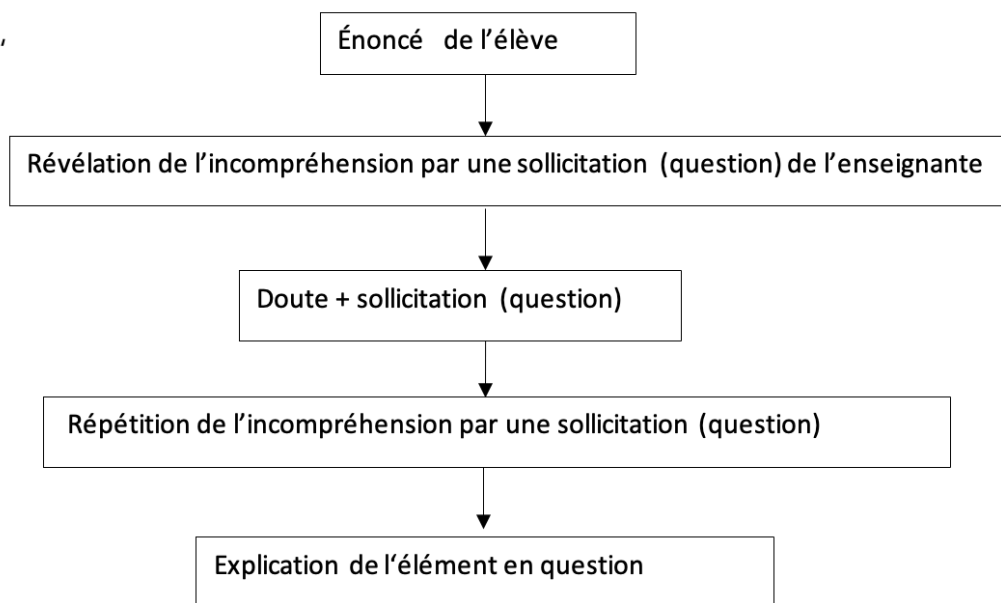 Énoncé de l’élève
,
Révélation de l’incompréhension par une sollicitation (question) de l’enseignante
Doute + sollicitation (question)
Répétition de l’incompréhension par une sollicitation (question)
Explication de l‘élément en question